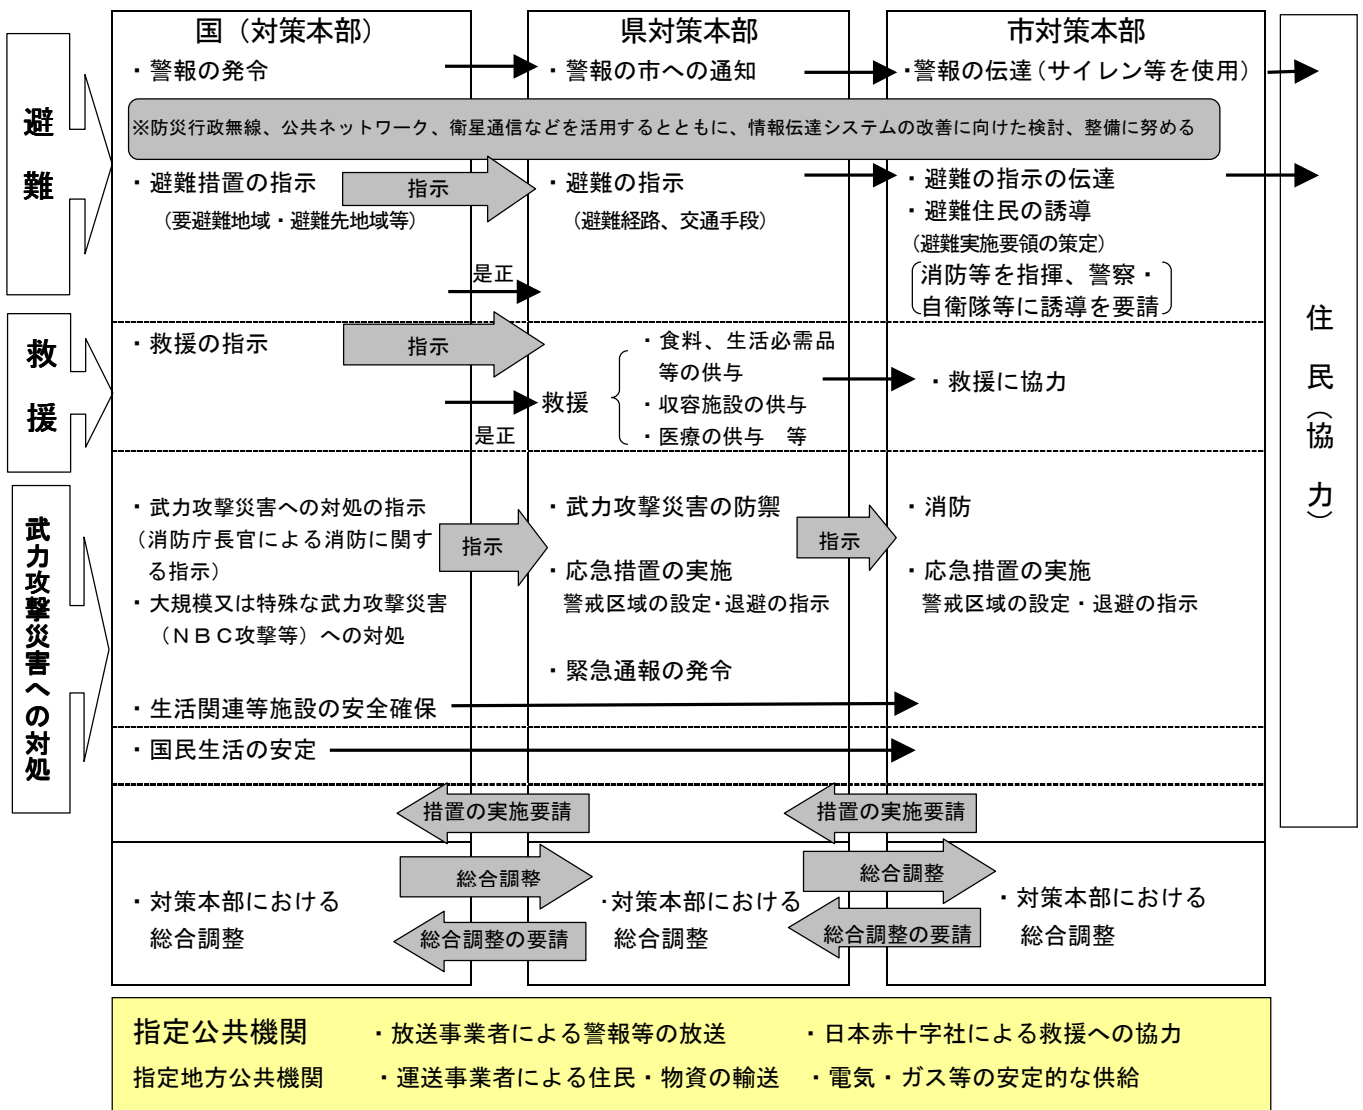 国（対策本部）
県対策本部
市対策本部
避難
・警報の発令
・警報の市への通知
・警報の伝達（サイレン等を使用）
※防災行政無線、公共ネットワーク、衛星通信などを活用するとともに、情報伝達システムの改善に向けた検討、整備に努める
・避難措置の指示
（要避難地域・避難先地域等）
指示
・避難の指示
（避難経路、交通手段）
・避難の指示の伝達
・避難住民の誘導
（避難実施要領の策定）
消防等を指揮、警察・
自衛隊等に誘導を要請
是正
住民（協力）
救援
・救援の指示
指示
是正
救援
・食料、生活必需品
等の供与
・収容施設の供与
・医療の供与　等
・救援に協力
武力攻撃災害への対処
・武力攻撃災害への対処の指示
（消防庁長官による消防に関す
る指示）
・大規模又は特殊な武力攻撃災害
（ＮＢＣ攻撃等）への対処
指示
・武力攻撃災害の防禦
・応急措置の実施
警戒区域の設定・退避の指示
・緊急通報の発令
指示
・消防
・応急措置の実施
警戒区域の設定・退避の指示
・生活関連等施設の安全確保
・国民生活の安定
措置の実施要請
措置の実施要請
・対策本部における
総合調整
総合調整
総合調整の要請
・対策本部における
総合調整
総合調整
総合調整の要請
・対策本部における
総合調整
指定公共機関
・放送事業者による警報等の放送
・日本赤十字社による救援への協力
指定地方公共機関
・運送事業者による住民・物資の輸送
・電気・ガス等の安定的な供給